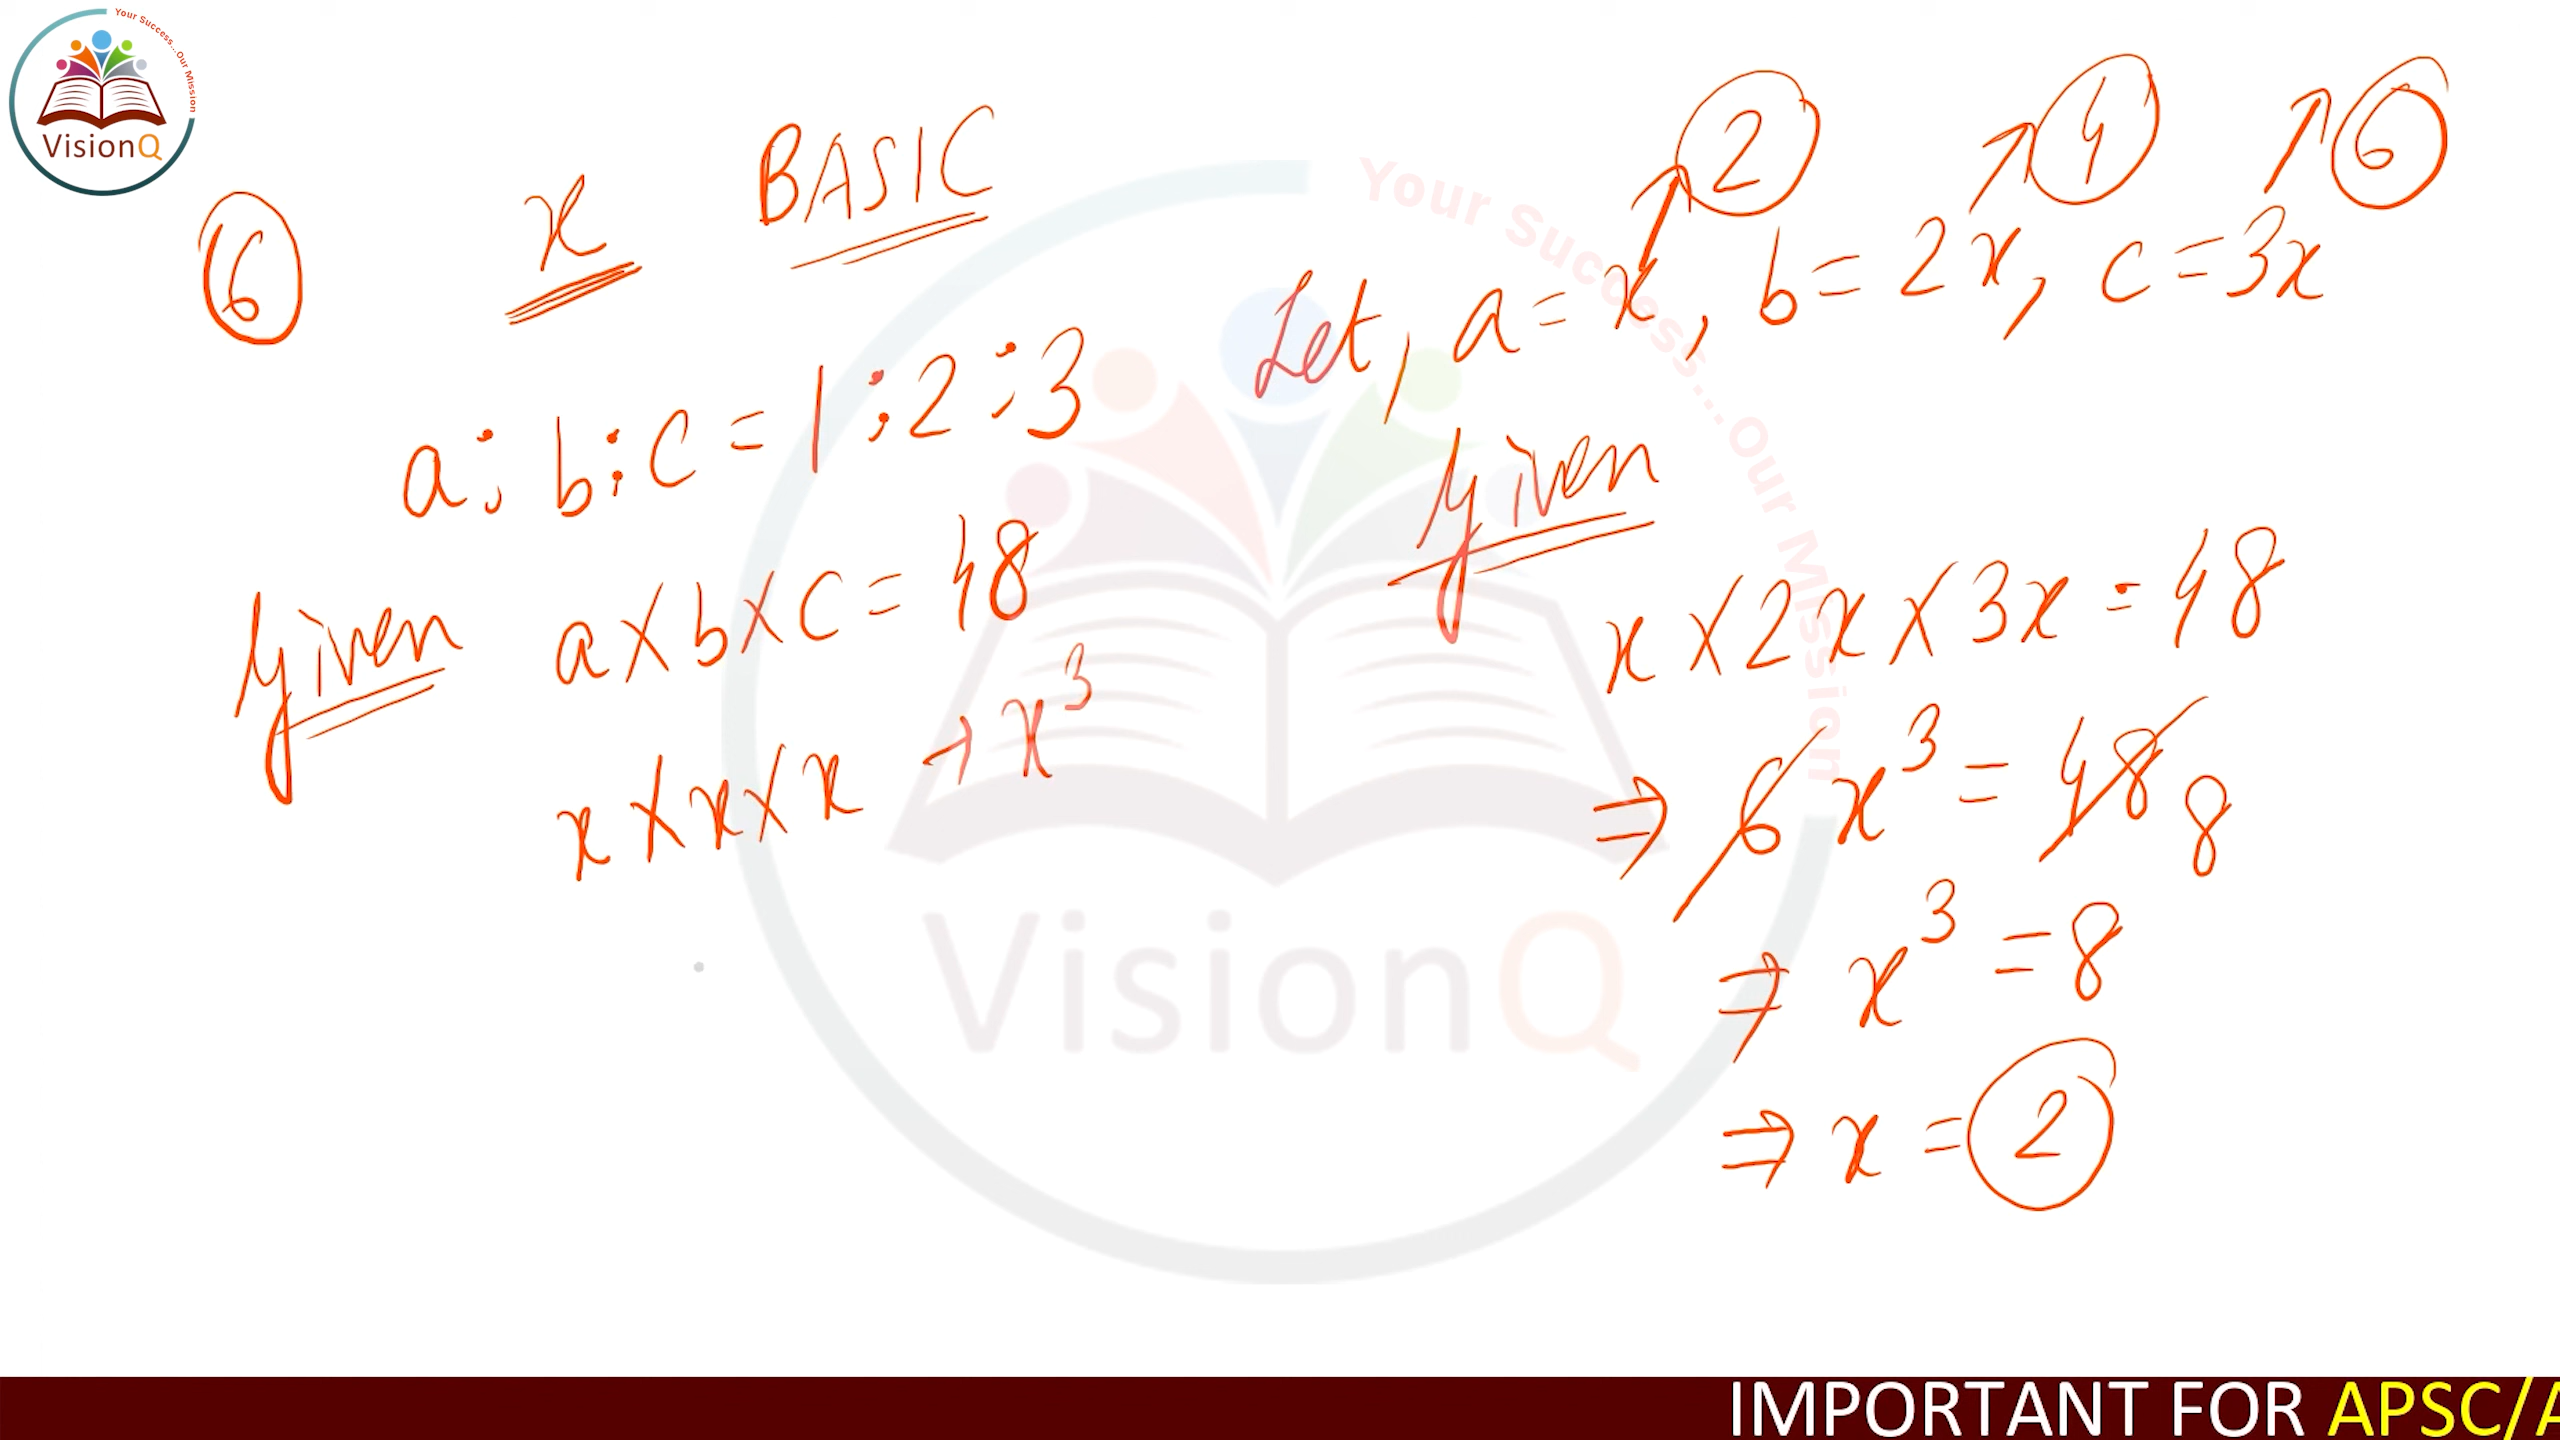 Your Success...Our Mission
VisionQ
6
x
BASIC
a : b : c = 1 : 2 : 3
Given a × b × c = 48
x × x × x → x³
2 4 6
Let, a = x, b = 2x, c = 3x
Given
x × 2x × 3x = 48
⇒ 6x³ = 48 8
⇒ x³ = 8
⇒ x = 2
Your Success...Our Mission
VisionQ
IMPORTANT FOR APSC/A